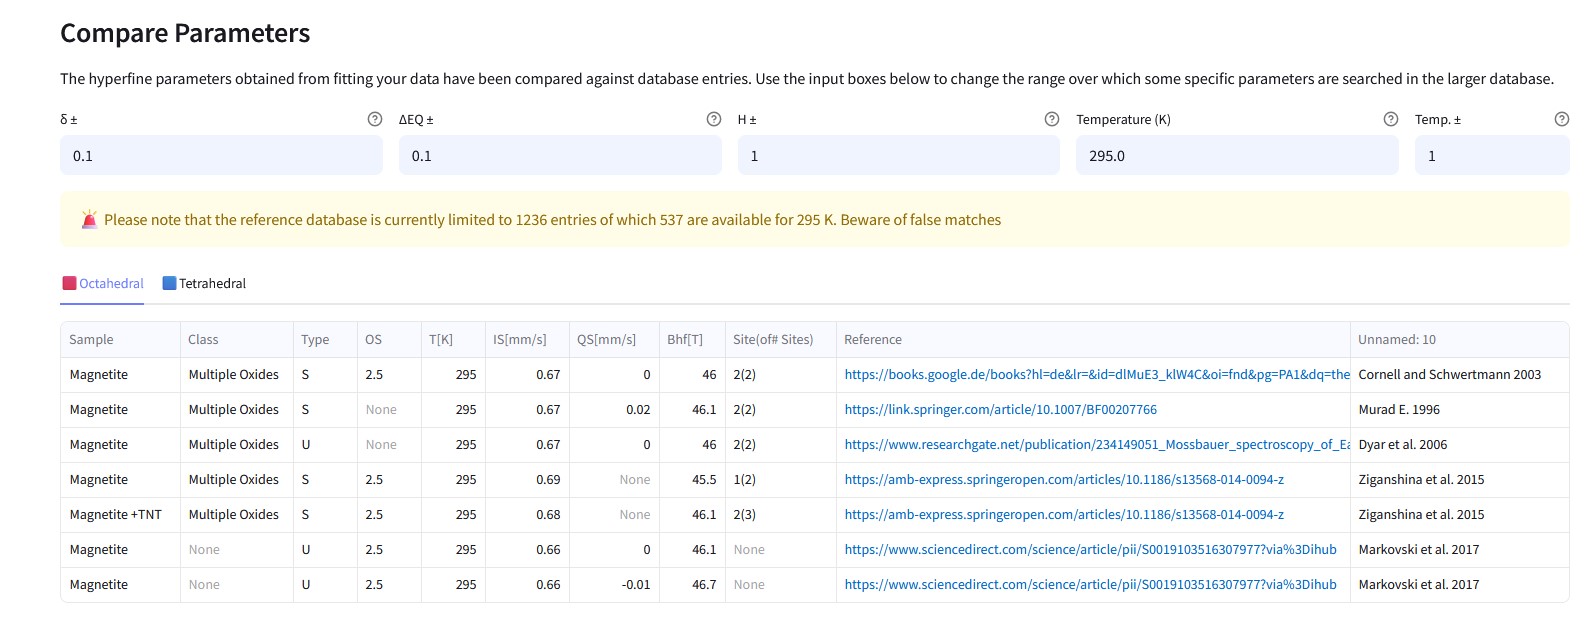 Compare Parameters
The hyperfine parameters obtained from fitting your data have been compared against database entries. Use the input boxes below to change the range over which some specific parameters are searched in the larger database.
δ ± ΔEQ ± H ± Temperature (K) Temp. ±
0.1 0.1 1 295.0 1
Please note that the reference database is currently limited to 1236 entries of which 537 are available for 295 K. Beware of false matches
Octahedral Tetrahedral
Sample Class Type OS T[K] IS[mm/s] QS[mm/s] Bhf[T] Site(of# Sites) Reference Unnamed: 10
Magnetite Multiple Oxides S 2.5 295 0.67 0 46 2(2) https://books.google.de/books?hl=de&lr=&id=dlMuE3_klW4C&oi=fnd&pg=PA1&dq=the Cornell and Schwertmann 2003
Magnetite Multiple Oxides S None 295 0.67 0.02 46.1 2(2) https://link.springer.com/article/10.1007/BF00207766 Murad E. 1996
Magnetite Multiple Oxides U None 295 0.67 0 46 2(2) https://www.researchgate.net/publication/234149051_Mossbauer_spectroscopy_of_Ea Dyar et al. 2006
Magnetite Multiple Oxides S 2.5 295 0.69 None 45.5 1(2) https://amb-express.springeropen.com/articles/10.1186/s13568-014-0094-z Ziganshina et al. 2015
Magnetite +TNT Multiple Oxides S 2.5 295 0.68 None 46.1 2(3) https://amb-express.springeropen.com/articles/10.1186/s13568-014-0094-z Ziganshina et al. 2015
Magnetite None U 2.5 295 0.66 0 46.1 None https://www.sciencedirect.com/science/article/pii/S0019103516307977?via%3Dihub Markovski et al. 2017
Magnetite None U 2.5 295 0.66 -0.01 46.7 None https://www.sciencedirect.com/science/article/pii/S0019103516307977?via%3Dihub Markovski et al. 2017